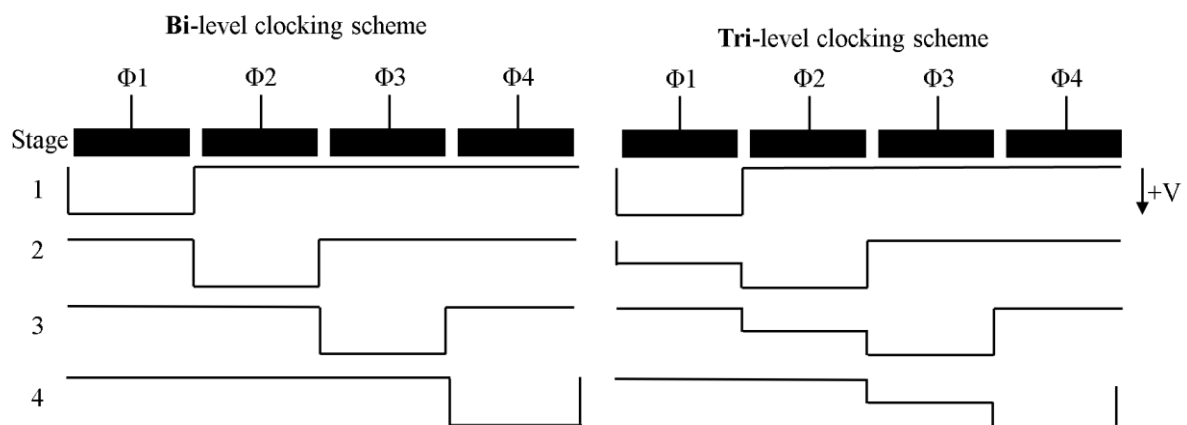 Bi-level clocking scheme
Tri-level clocking scheme
Φ1 Φ2 Φ3 Φ4
Φ1 Φ2 Φ3 Φ4
Stage
1
+V
2
3
4